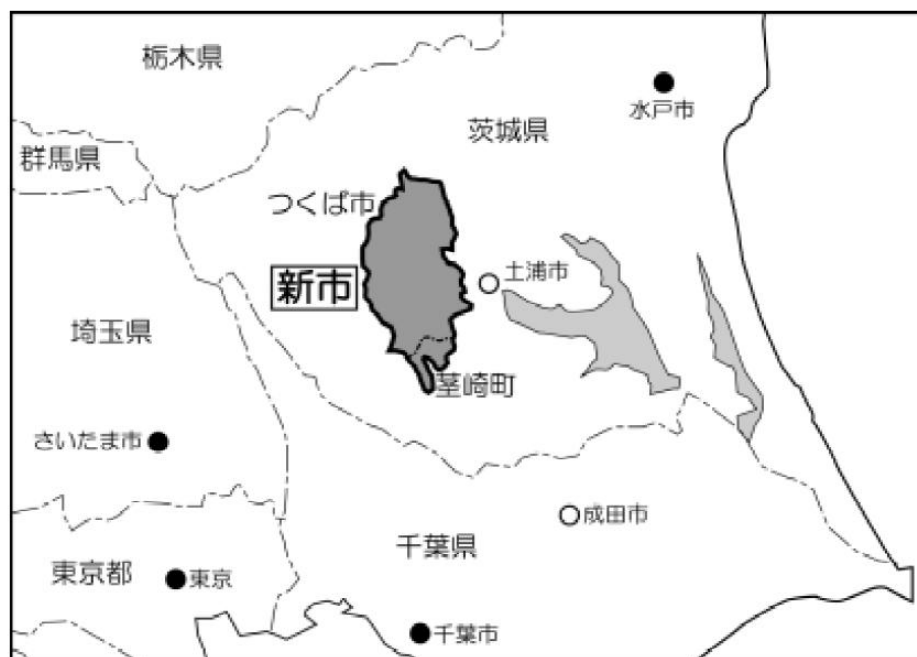 栃木県
水戸市
茨城県
群馬県
つくば市
土浦市
新市
埼玉県
茎崎町
さいたま市
成田市
千葉県
東京都
東京
千葉市